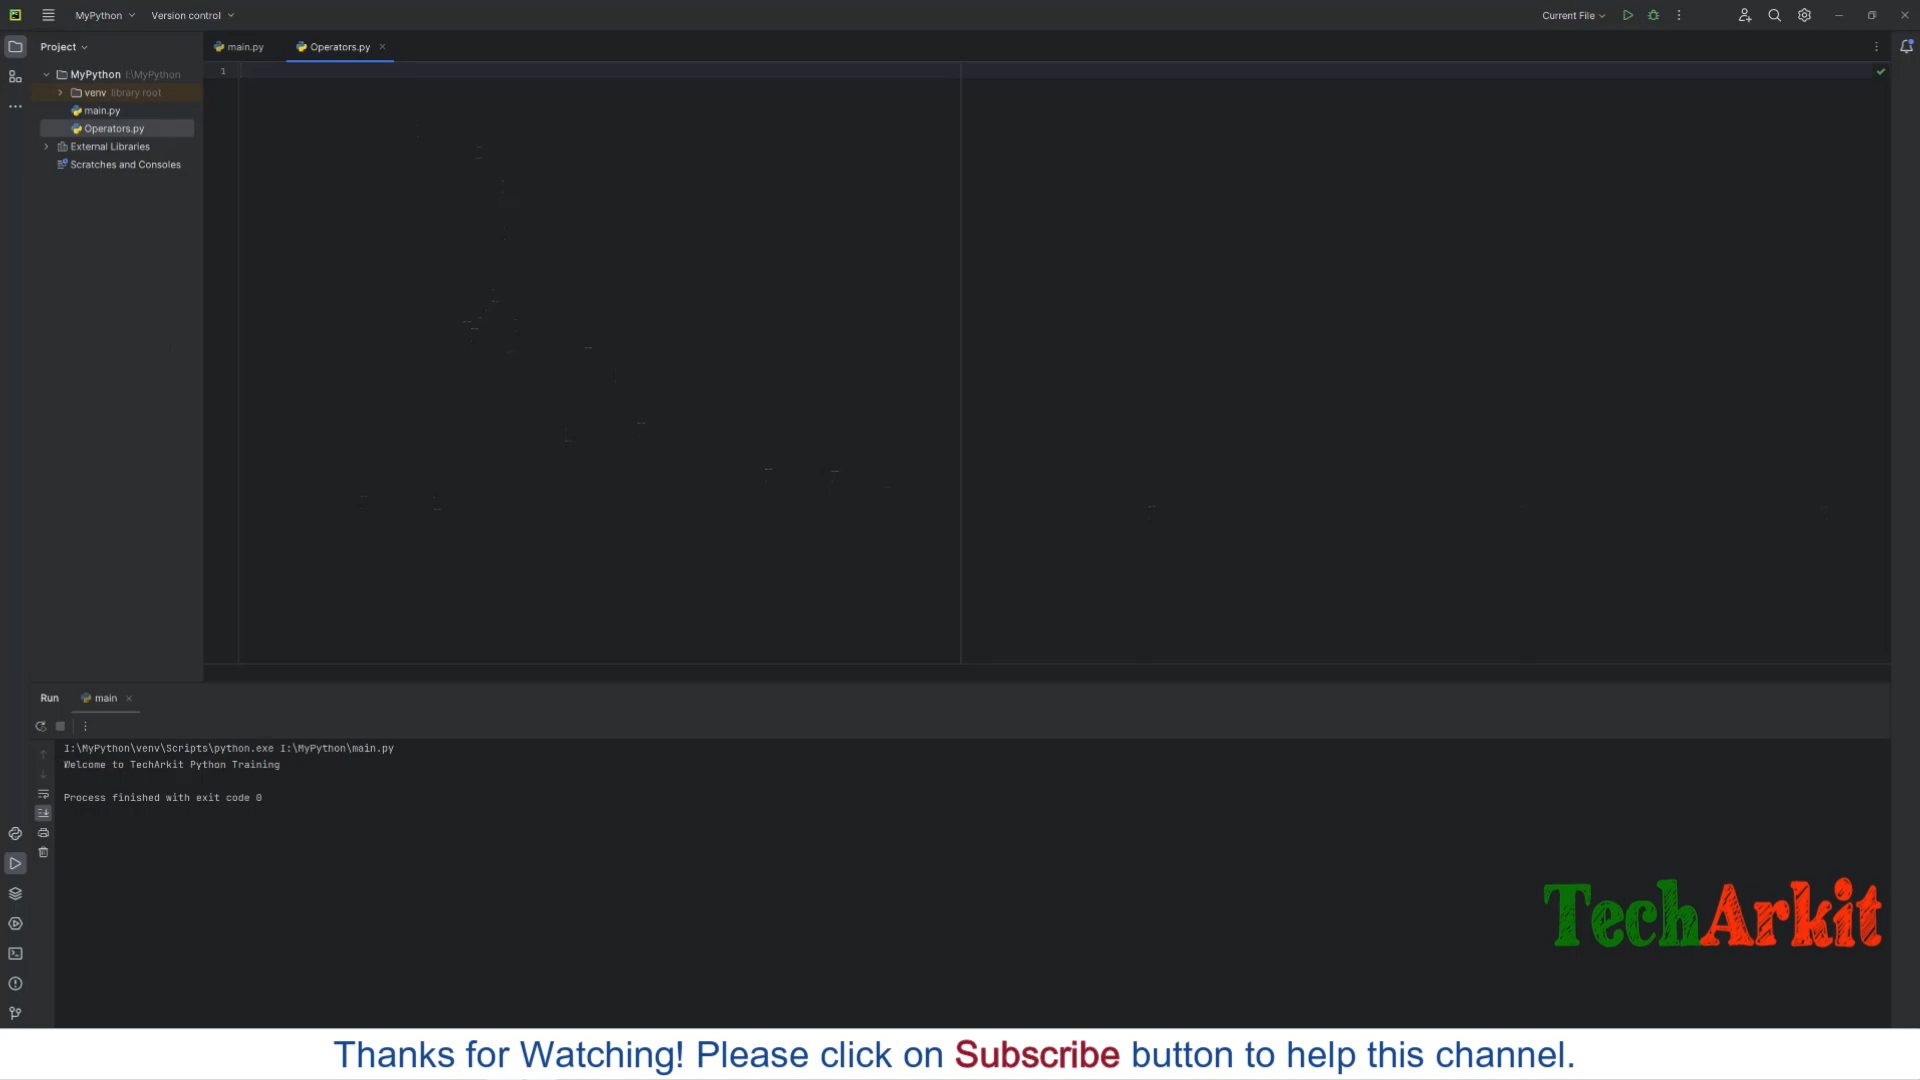 MyPython Version control Current File
Project main.py Operators.py
1
MyPython I:\MyPython
venv library root
main.py
Operators.py
External Libraries
Scratches and Consoles
Run main
I:\MyPython\venv\Scripts\python.exe I:\MyPython\main.py
Welcome to TechArkit Python Training
Process finished with exit code 0
TechArkit
Thanks for Watching! Please click on Subscribe button to help this channel.